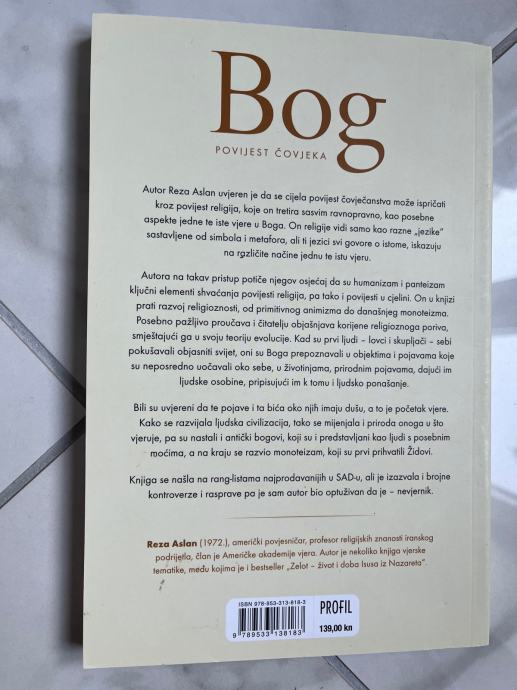 Bog
POVIJEST ČOVJEKA
Autor Reza Aslan uvjeren je da se cijela povijest čovječanstva može ispričati
kroz povijest religija, koje on tretira sasvim ravnopravno, kao posebne
aspekte jedne te iste vjere u Boga. On religije vidi samo kao razne „jezike”
sastavljene od simbola i metafora, ali ti jezici svi govore o istome, iskazuju
na rgzličite načine jednu te istu vjeru.
Autora na takav pristup potiče njegov osjećaj da su humanizam i panteizam
ključni elementi shvaćanja povijesti religija, pa tako i povijesti u cjelini. On u knjizi
prati razvoj religioznosti, od primitivnog animizma do današnjeg monoteizma.
Posebno pažljivo proučava i čitatelju objašnjava korijene religioznoga poriva,
smještajući ga u svoju teoriju evolucije. Kad su prvi ljudi – lovci i skupljači – sebi
pokušavali objasniti svijet, oni su Boga prepoznavali u objektima i pojavama koje
su neposredno uočavali oko sebe, u životinjama, prirodnim pojavama, dajući im
ljudske osobine, pripisujući im k tomu i ljudsko ponašanje.
Bili su uvjereni da te pojave i ta bića oko njih imaju dušu, a to je početak vjere.
Kako se razvijala ljudska civilizacija, tako se mijenjala i priroda onoga u što
vjeruje, pa su nastali i antički bogovi, koji su i predstavljani kao ljudi s posebnim
moćima, a na kraju se razvio monoteizam, koji su prvi prihvatili Židovi.
Knjiga se našla na rang-listama najprodavanijih u SAD-u, ali je izazvala i brojne
kontroverze i rasprave pa je sam autor bio optuživan da je – nevjernik.
Reza Aslan (1972.), američki povjesničar, profesor religijskih znanosti iranskog
podrijetla, član je Američke akademije vjera. Autor je nekoliko knjiga vjerske
tematike, među kojima je i bestseller „Zelot – život i doba Isusa iz Nazareta”.
ISBN 978-953-313-818-3
9 789533 138183
PROFIL
139,00 kn